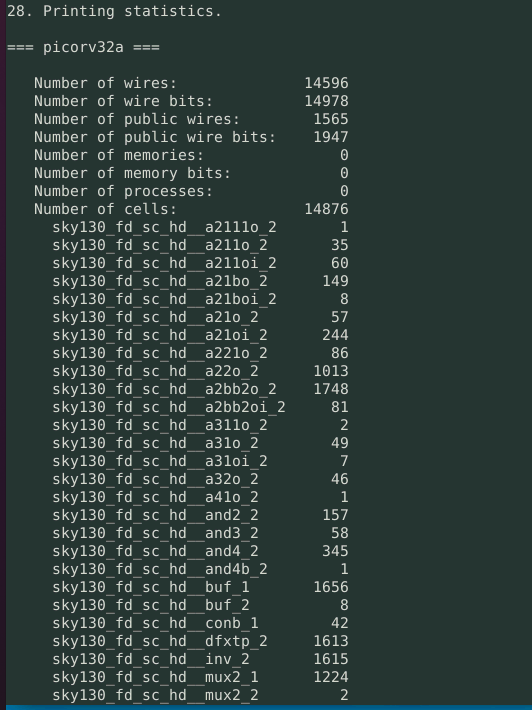 28. Printing statistics.
=== picorv32a ===
Number of wires: 14596
Number of wire bits: 14978
Number of public wires: 1565
Number of public wire bits: 1947
Number of memories: 0
Number of memory bits: 0
Number of processes: 0
Number of cells: 14876
sky130_fd_sc_hd__a2111o_2 1
sky130_fd_sc_hd__a211o_2 35
sky130_fd_sc_hd__a211oi_2 60
sky130_fd_sc_hd__a21bo_2 149
sky130_fd_sc_hd__a21boi_2 8
sky130_fd_sc_hd__a21o_2 57
sky130_fd_sc_hd__a21oi_2 244
sky130_fd_sc_hd__a221o_2 86
sky130_fd_sc_hd__a22o_2 1013
sky130_fd_sc_hd__a2bb2o_2 1748
sky130_fd_sc_hd__a2bb2oi_2 81
sky130_fd_sc_hd__a311o_2 2
sky130_fd_sc_hd__a31o_2 49
sky130_fd_sc_hd__a31oi_2 7
sky130_fd_sc_hd__a32o_2 46
sky130_fd_sc_hd__a41o_2 1
sky130_fd_sc_hd__and2_2 157
sky130_fd_sc_hd__and3_2 58
sky130_fd_sc_hd__and4_2 345
sky130_fd_sc_hd__and4b_2 1
sky130_fd_sc_hd__buf_1 1656
sky130_fd_sc_hd__buf_2 8
sky130_fd_sc_hd__conb_1 42
sky130_fd_sc_hd__dfxtp_2 1613
sky130_fd_sc_hd__inv_2 1615
sky130_fd_sc_hd__mux2_1 1224
sky130_fd_sc_hd__mux2_2 2